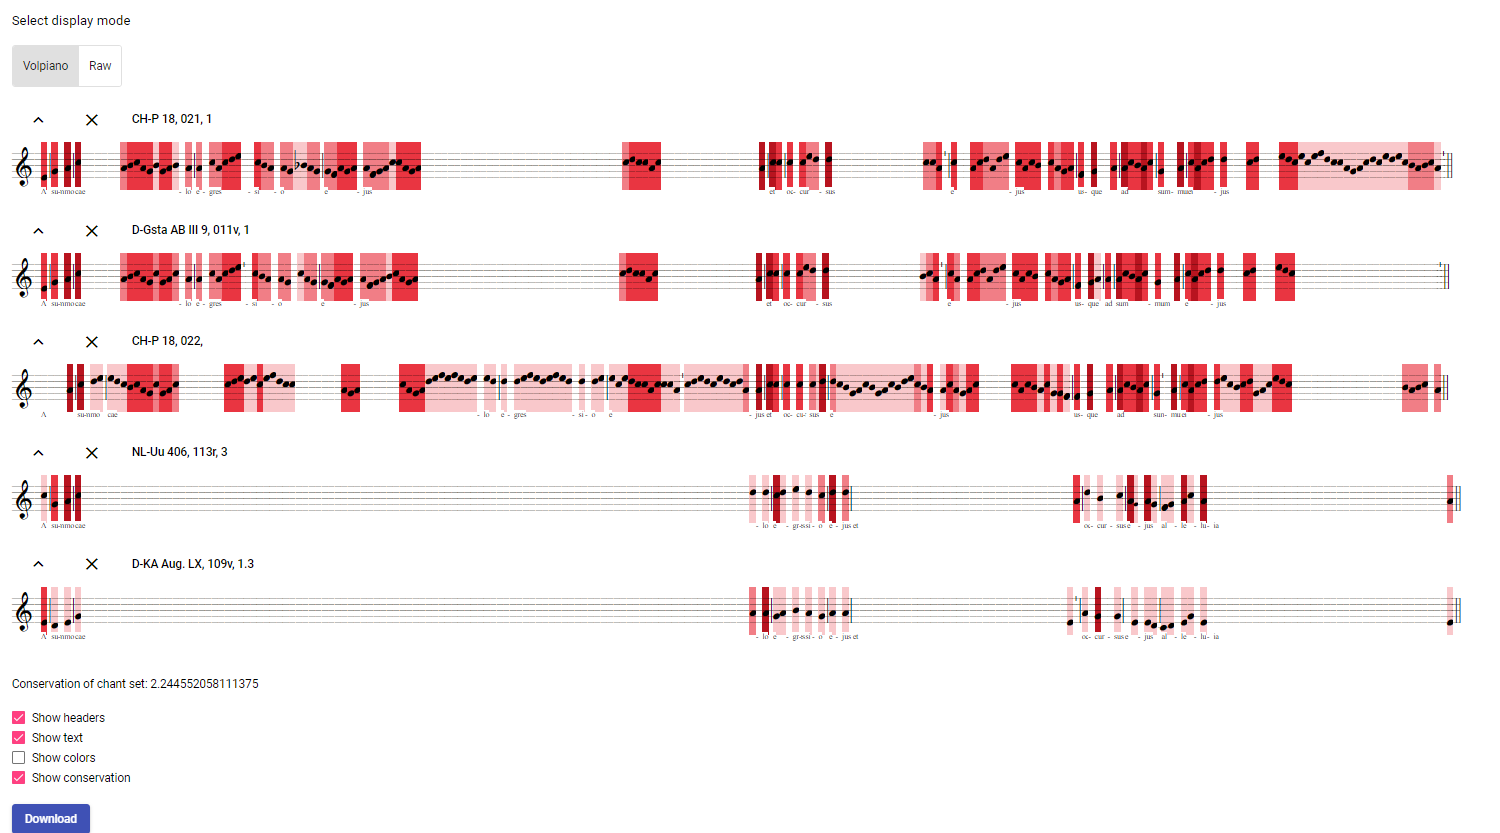 Select display mode
Volpiano Raw
CH-P 18, 021, 1
A su-mmo cae - lo e - gres - si - o e - jus et oc- cur - sus e - jus us- que ad sum- mu e - jus
D-Gsta AB III 9, 011v, 1
A su-mmo cae - lo e - gres - si - o e - jus et oc- cur - sus e - jus us- que ad sum - mum e - jus
CH-P 18, 022,
A su-mmo cae - lo e - gres - si - o e - jus et oc- cu- sus e - jus us- que ad sum- mu e - jus
NL-Uu 406, 113r, 3
A su-mmo cae - lo e - gres-si - o e - jus et oc- cur - sus e - jus al - le - lu- ia
D-KA Aug. LX, 109v, 1.3
A su-mmo cae - lo e - gres-si - o e - jus et oc- cur - sus e - jus al - le - lu- ia
Conservation of chant set: 2.244552058111375
Show headers
Show text
Show colors
Show conservation
Download